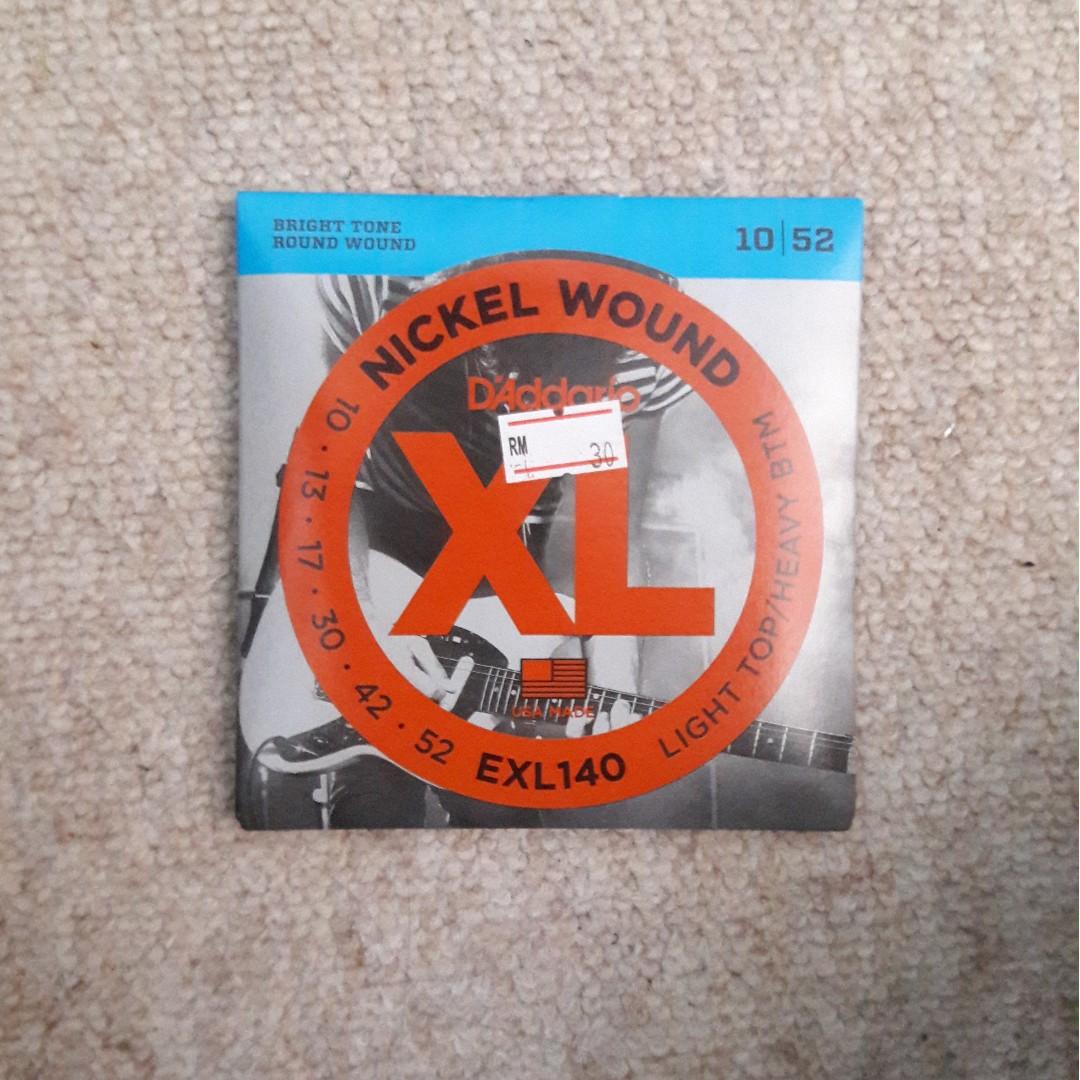 BRIGHT TONE
ROUND WOUND
10|52
NICKEL WOUND
D'Addario
RM 30
XL
USA MADE
10 · 13 · 17 · 30 · 42 · 52
EXL140
LIGHT TOP/HEAVY BTM